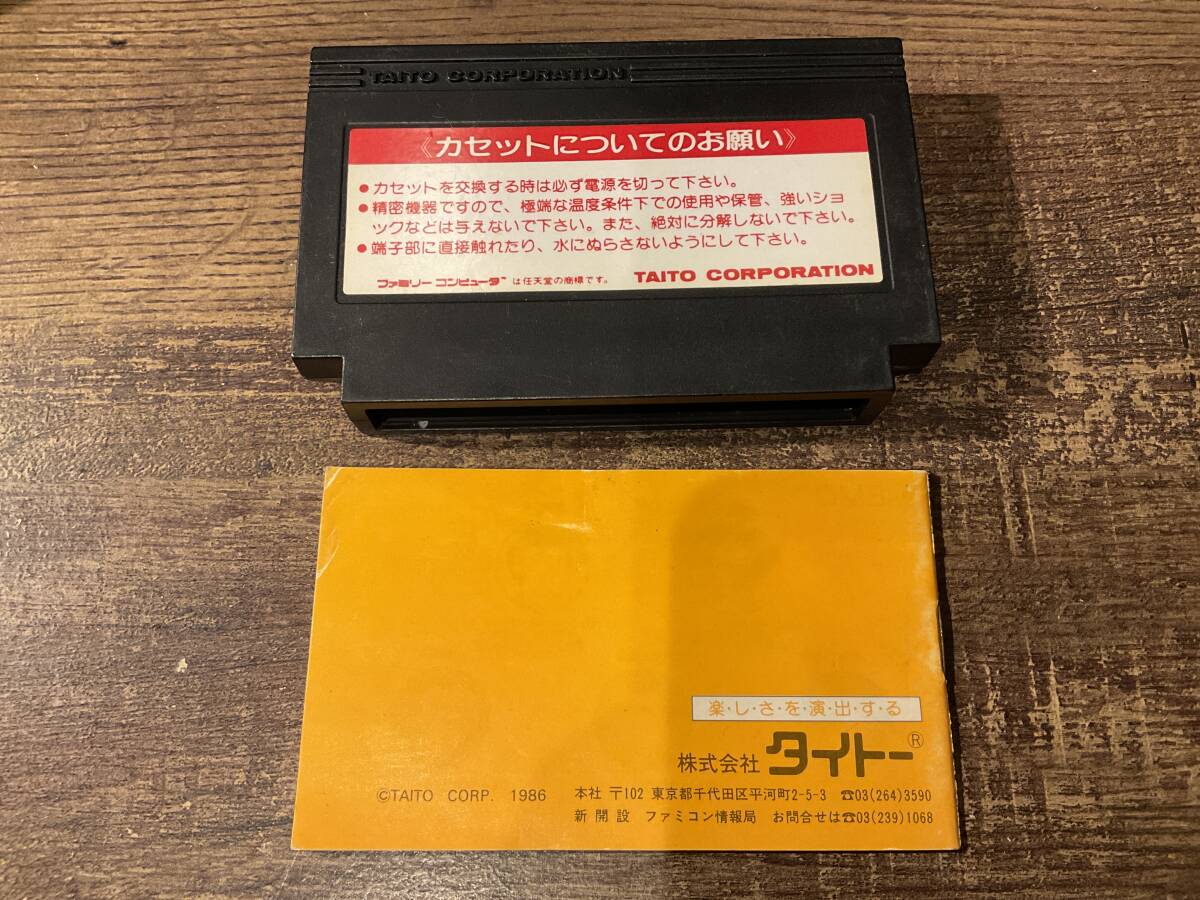 TAITO CORPORATION
《カセットについてのお願い》
●カセットを交換する時は必ず電源を切って下さい。
●精密機器ですので、極端な温度条件下での使用や保管、強いショ
ックなどは与えないで下さい。また、絶対に分解しないで下さい。
●端子部に直接触れたり、水にぬらさないようにして下さい。
ファミリーコンピュータ™は任天堂の商標です。 TAITO CORPORATION
楽・し・さ・を・演・出・す・る
株式会社 タイトー®
©TAITO CORP. 1986 本社 〒102 東京都千代田区平河町2-5-3 ☎03(264)3590
新開設 ファミコン情報局 お問合せは☎03(239)1068